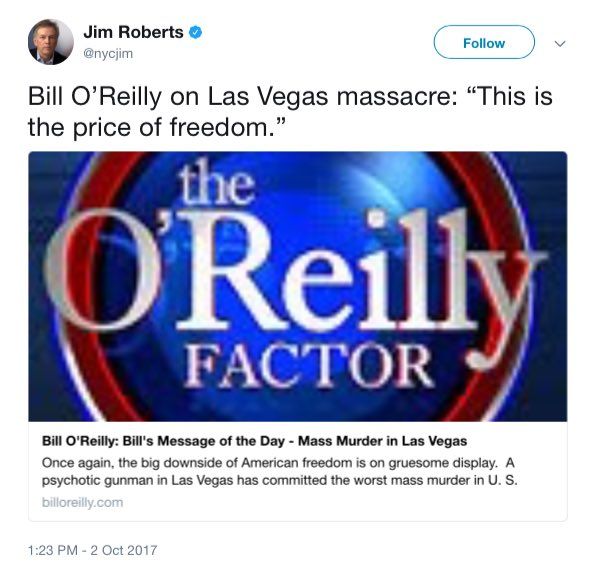 Jim Roberts
@nycjim
Follow
Bill O’Reilly on Las Vegas massacre: “This is
the price of freedom.”
the
O'Reilly
FACTOR
Bill O'Reilly: Bill's Message of the Day - Mass Murder in Las Vegas
Once again, the big downside of American freedom is on gruesome display. A
psychotic gunman in Las Vegas has committed the worst mass murder in U. S.
billoreilly.com
1:23 PM - 2 Oct 2017